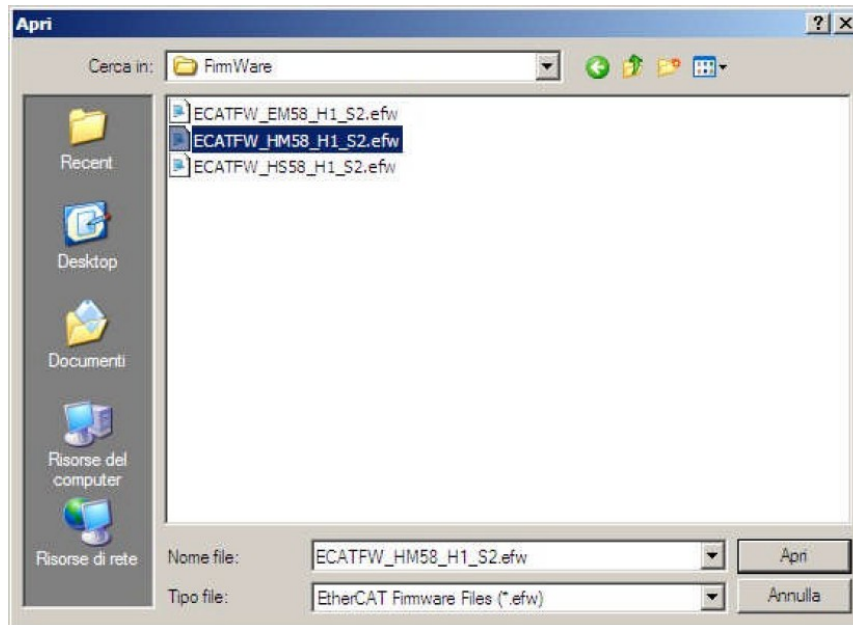 Apri
Cerca in:
FirmWare
ECATFW_EM58_H1_S2.efw
ECATFW_HM58_H1_S2.efw
ECATFW_HS58_H1_S2.efw
Recent
Desktop
Documenti
Risorse del
computer
Risorse di rete
Nome file:
ECATFW_HM58_H1_S2.efw
Apri
Tipo file:
EtherCAT Firmware Files (*.efw)
Annulla